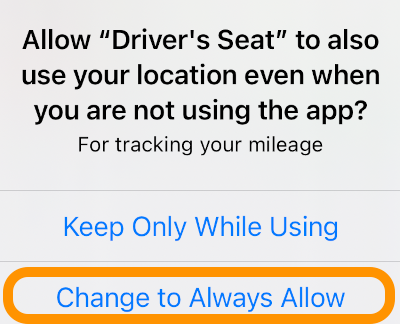 Allow “Driver's Seat” to also
use your location even when
you are not using the app?
For tracking your mileage
Keep Only While Using
Change to Always Allow